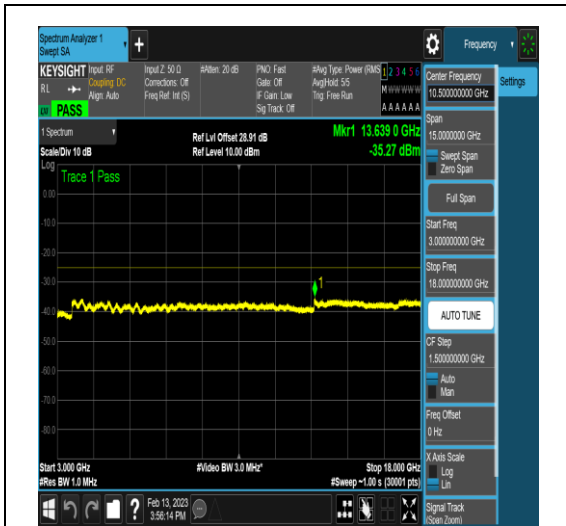 Spectrum Analyzer 1
Swept SA
+
Frequency
KEYSIGHT
Input: RF
Coupling: DC
Align: Auto
Input Z: 50 Ω
Corrections: Off
Freq Ref: Int (S)
#Atten: 20 dB
PNO: Fast
Gate: Off
IF Gain: Low
Sig Track: Off
#Avg Type: Power (RMS
Avg|Hold: 5/5
Trig: Free Run
1 2 3 4 5 6
M W W W W W
A A A A A A
RL
PASS
1 Spectrum
Scale/Div 10 dB
Ref Lvl Offset 28.91 dB
Ref Level 10.00 dBm
Mkr1 13.639 0 GHz
-35.27 dBm
Log
Trace 1 Pass
0.00
-10.0
-20.0
-30.0
-40.0
-50.0
-60.0
-70.0
-80.0
1
Start 3.000 GHz
#Res BW 1.0 MHz
#Video BW 3.0 MHz*
Stop 18.000 GHz
#Sweep ~1.00 s (30001 pts)
Center Frequency
10.500000000 GHz
Settings
Span
15.0000000 GHz
Swept Span
Zero Span
Full Span
Start Freq
3.000000000 GHz
Stop Freq
18.000000000 GHz
AUTO TUNE
CF Step
1.500000000 GHz
Auto
Man
Freq Offset
0 Hz
X Axis Scale
Log
Lin
Signal Track
(Span Zoom)
?
Feb 13, 2023
3:56:14 PM